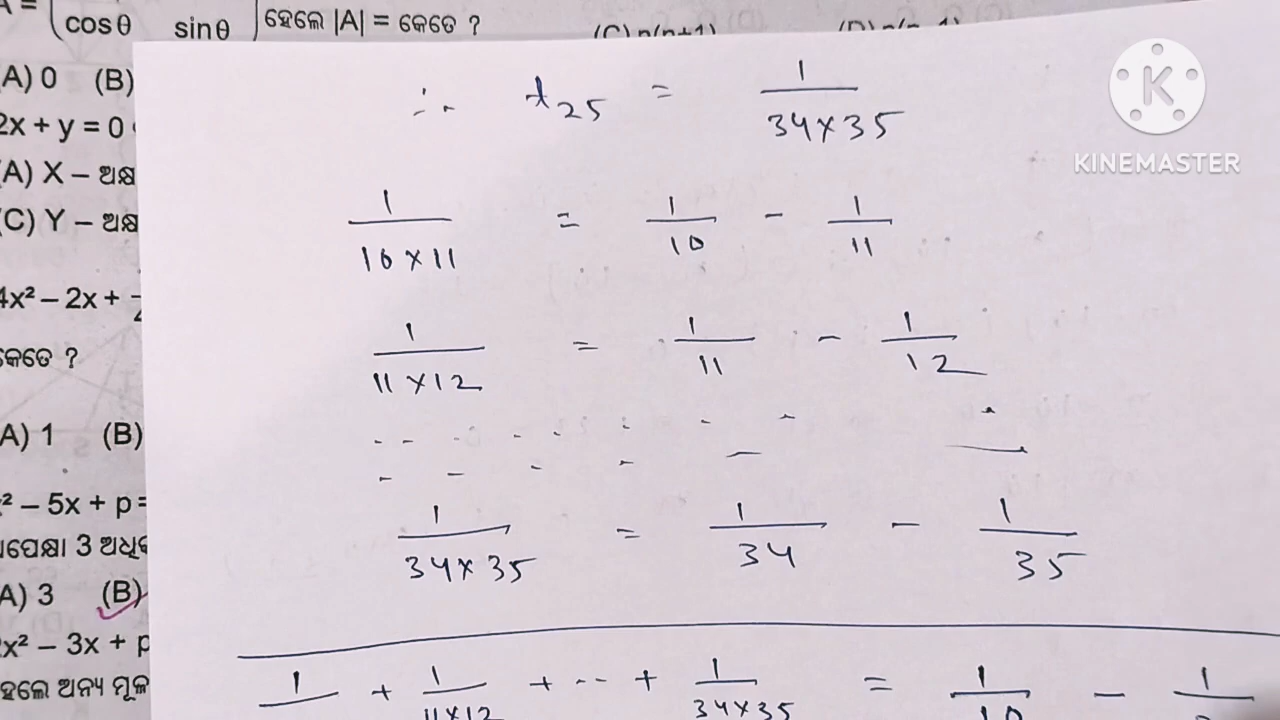 cosθ sinθ ହେଲେ |A| = କେତେ ?
(A) 0 (B)
2x + y = 0
(A) X – ଅକ୍ଷ
(C) Y – ଅକ୍ଷ
4x² – 2x +
କେତେ ?
(A) 1 (B)
x² – 5x + p =
3 ଅଧିକ
(A) 3 (B)
x² – 3x + p
ହେଲେ ଅନ୍ୟ ମୂଳ
∴ t₂₅ = 1/(34×35)
1/(10×11) = 1/10 - 1/11
1/(11×12) = 1/11 - 1/12
1/(34×35) = 1/34 - 1/35
1/ + 1/(11×12) + -- + 1/(34×35) = 1/10 - 1/
KINEMASTER